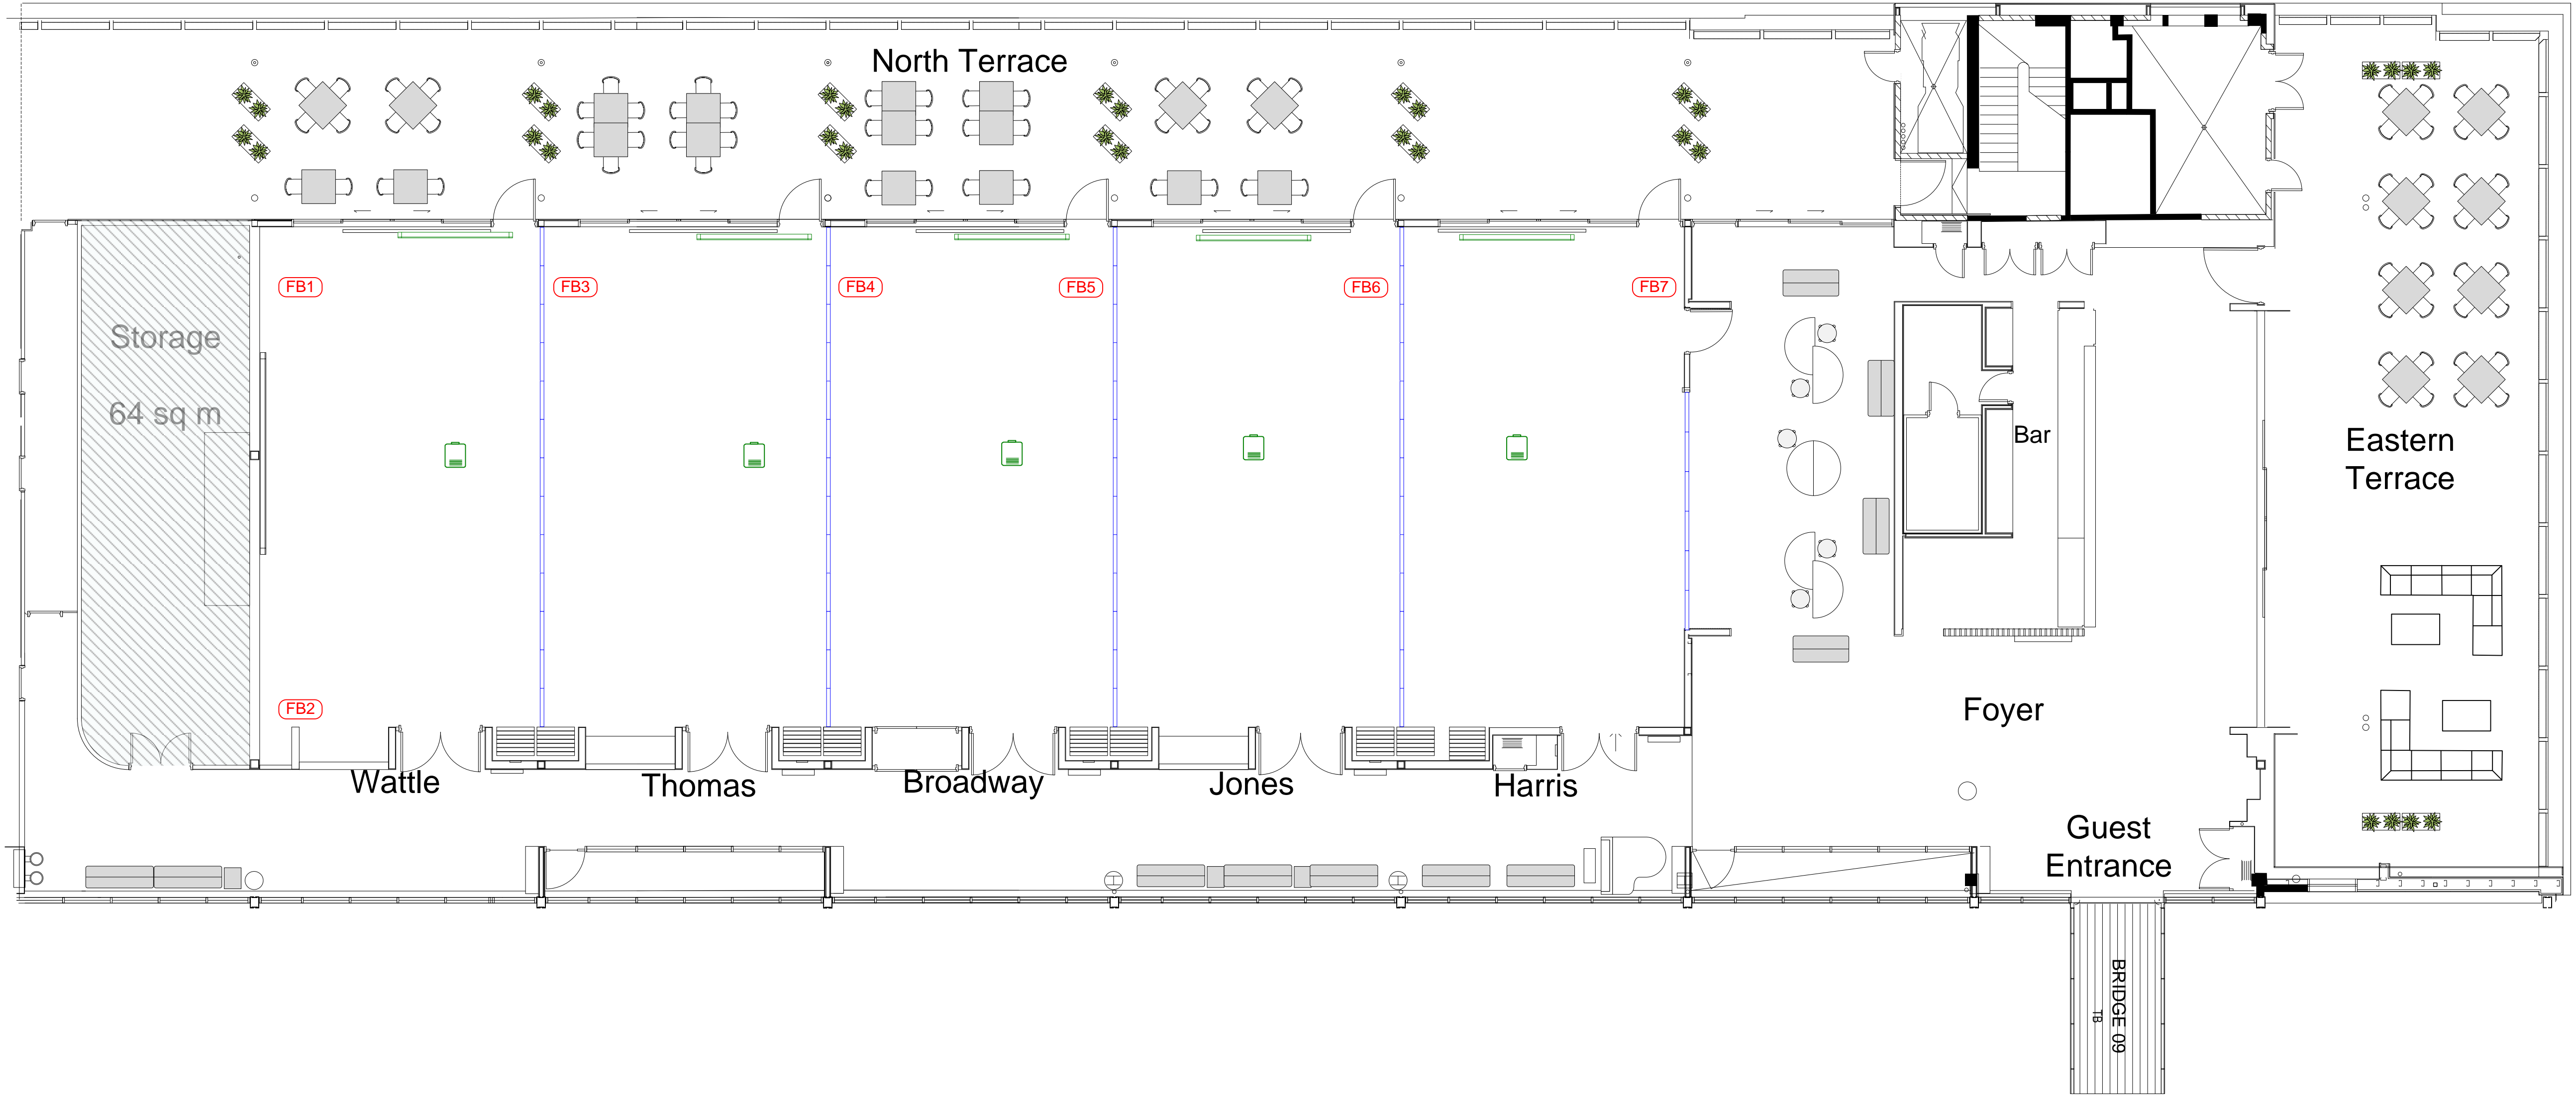 North Terrace
FB1
FB3
FB4
FB5
FB6
FB7
Storage
64 sq m
Bar
Eastern
Terrace
FB2
Foyer
Wattle
Thomas
Broadway
Jones
Harris
Guest
Entrance
BRIDGE 09
TB